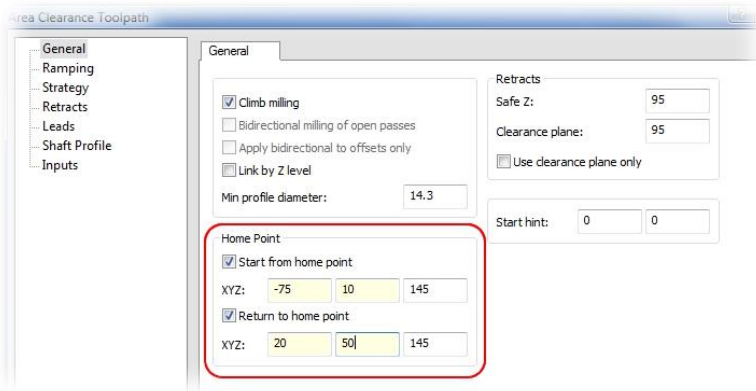 Area Clearance Toolpath
General
Ramping
Strategy
Retracts
Leads
Shaft Profile
Inputs
General
Climb milling
Bidirectional milling of open passes
Apply bidirectional to offsets only
Link by Z level
Min profile diameter: 14.3
Home Point
Start from home point
XYZ: -75 10 145
Return to home point
XYZ: 20 50 145
Retracts
Safe Z: 95
Clearance plane: 95
Use clearance plane only
Start hint: 0 0